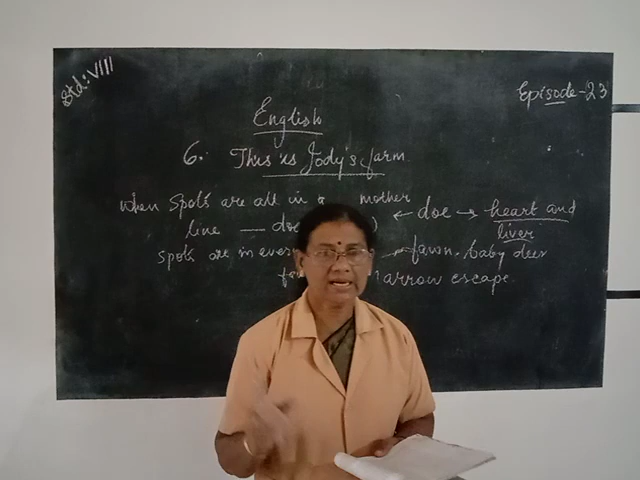 Std: VIII
Episode - 23
English
6. This is Jody's farm.
when spots are all in a mother
line — doe ← doe → heart and
liver
spots are in every fawn. baby deer
arrow escape.